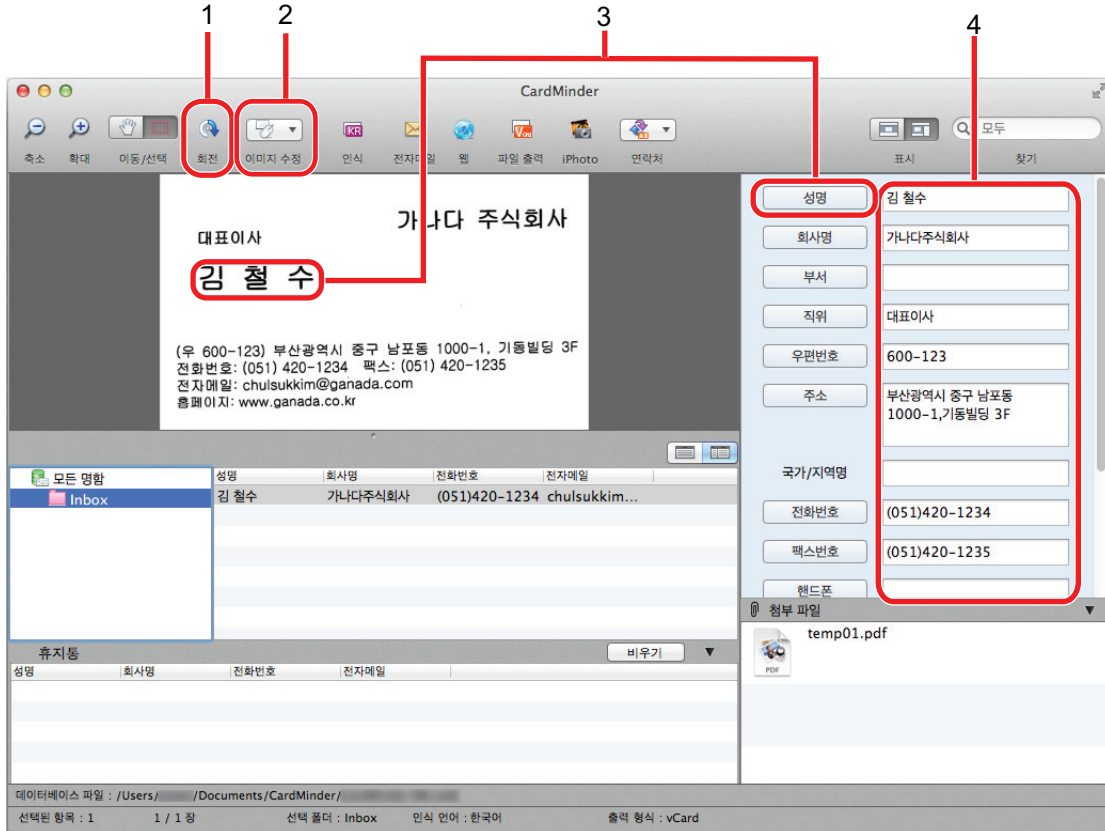 1 2 3 4
CardMinder
축소 확대 이동/선택 회전 이미지 수정 인식 전자메일 웹 파일 출력 iPhoto 연락처 표시 찾기
KR
모두
가나다 주식회사
대표이사
김 철 수
(우 600-123) 부산광역시 중구 남포동 1000-1, 기동빌딩 3F
전화번호: (051) 420-1234 팩스: (051) 420-1235
전자메일: chulsukkim@ganada.com
홈페이지: www.ganada.co.kr
성명 김 철수
회사명 가나다주식회사
부서
직위 대표이사
우편번호 600-123
주소 부산광역시 중구 남포동
1000-1,기동빌딩 3F
국가/지역명
전화번호 (051)420-1234
팩스번호 (051)420-1235
핸드폰
모든 명함
Inbox
성명 회사명 전화번호 전자메일
김 철수 가나다주식회사 (051)420-1234 chulsukkim...
첨부 파일
temp01.pdf
PDF
휴지통 비우기
성명 회사명 전화번호 전자메일
데이터베이스 파일 : /Users/ /Documents/CardMinder/
선택된 항목 : 1 1 / 1 장 선택 폴더 : Inbox 인식 언어 : 한국어 출력 형식 : vCard